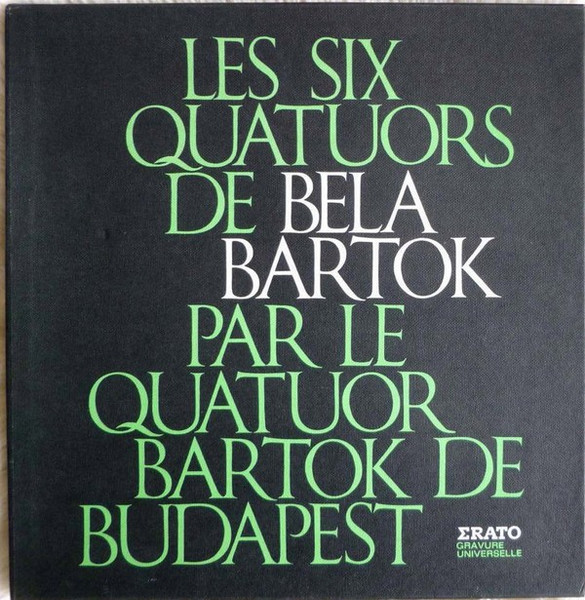 LES SIX
QUATUORS
DE BELA
BARTOK
PAR LE
QUATUOR
BARTOK DE
BUDAPEST
ΣRATO
GRAVURE
UNIVERSELLE